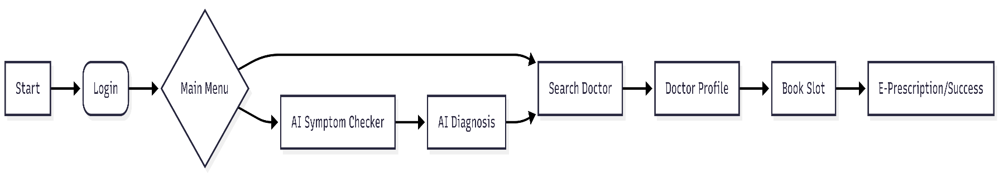 Start
Login
Main Menu
AI Symptom Checker
AI Diagnosis
Search Doctor
Doctor Profile
Book Slot
E-Prescription/Success